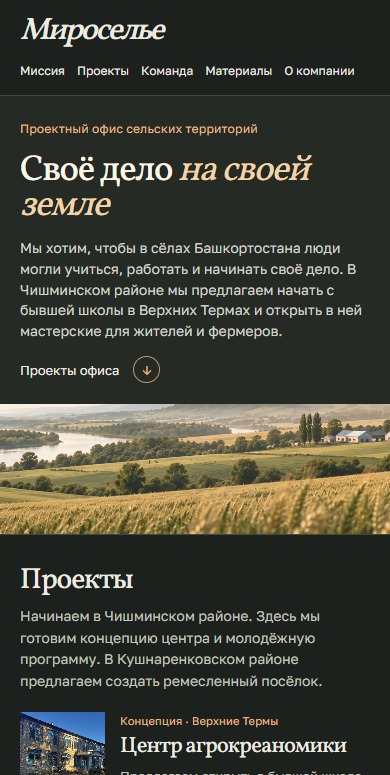 Мироселье
Миссия Проекты Команда Материалы О компании
Проектный офис сельских территорий
Своё дело на своей
земле
Мы хотим, чтобы в сёлах Башкортостана люди
могли учиться, работать и начинать своё дело. В
Чишминском районе мы предлагаем начать с
бывшей школы в Верхних Термах и открыть в ней
мастерские для жителей и фермеров.
Проекты офиса
Проекты
Начинаем в Чишминском районе. Здесь мы
готовим концепцию центра и молодёжную
программу. В Кушнаренковском районе
предлагаем создать ремесленный посёлок.
Концепция · Верхние Термы
Центр агрокреаномики